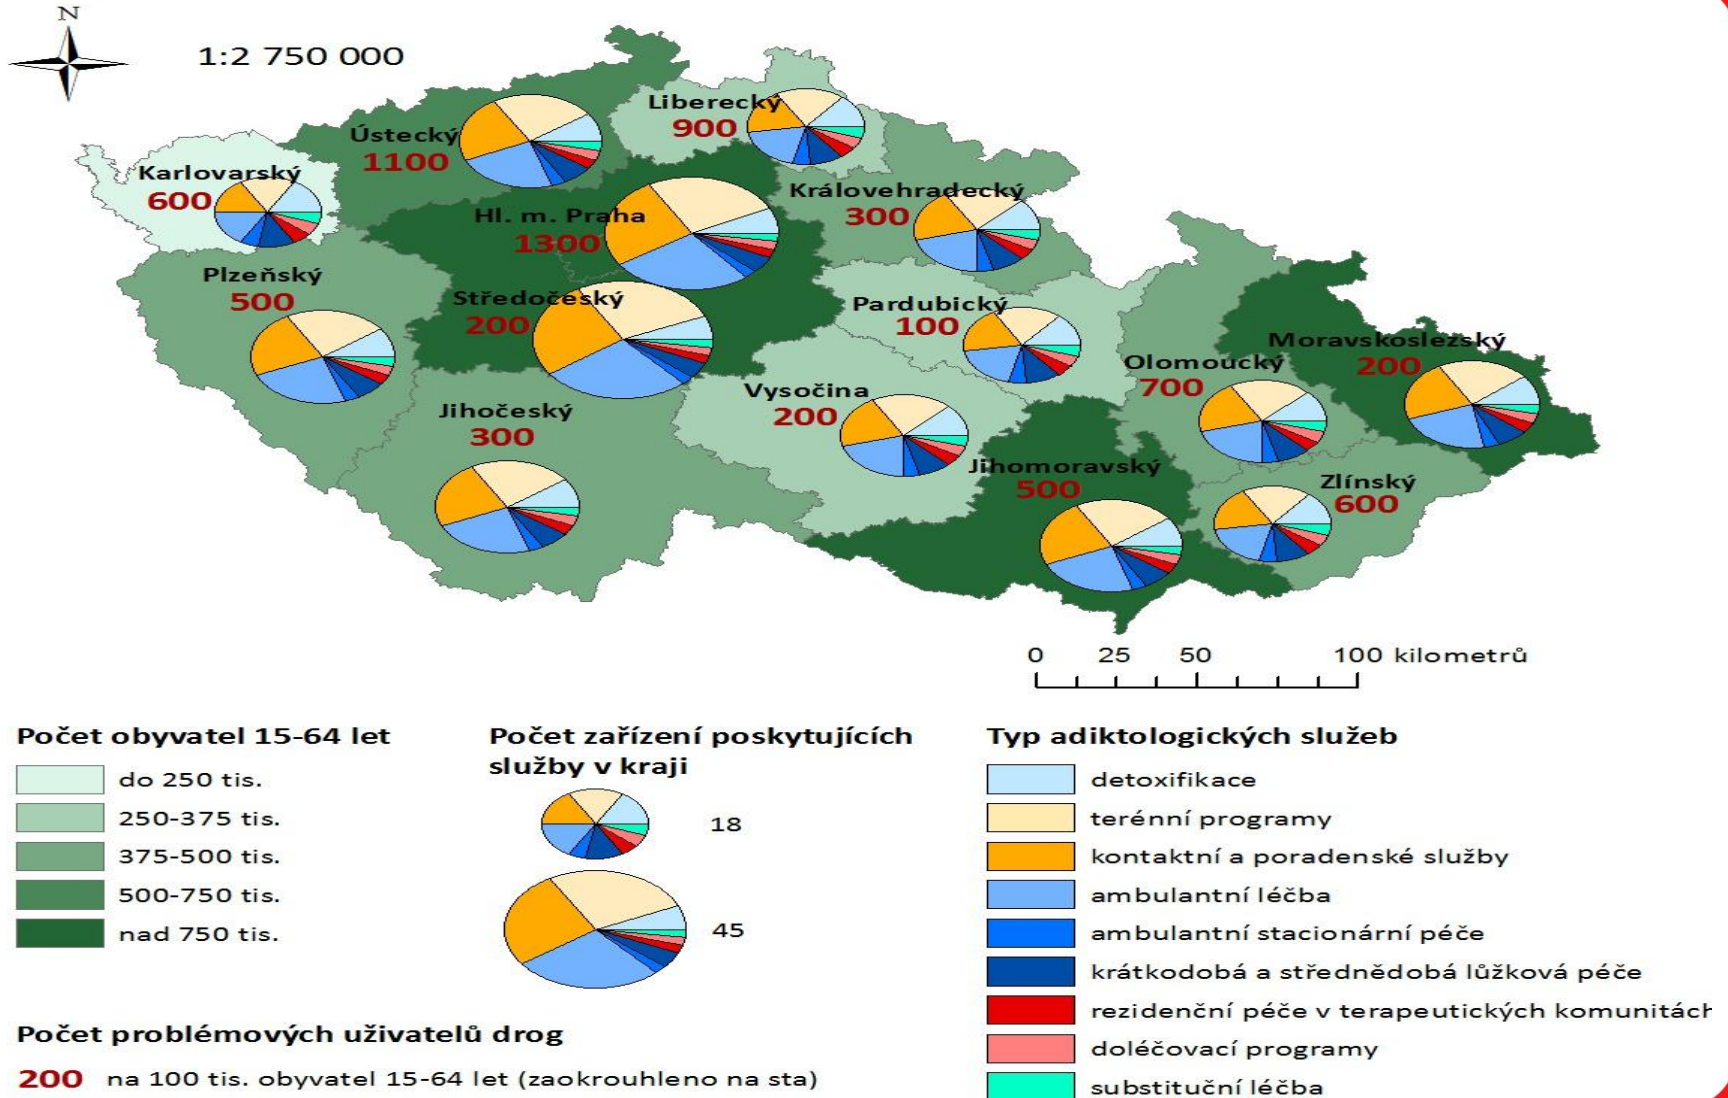 N
1:2 750 000
Liberecký
900
Ústecký
1100
Karlovarský
600
Královehradecký
300
Hl. m. Praha
1300
Plzeňský
500
Středočeský
200
Pardubický
100
Moravskoslezský
200
Olomoucký
700
Vysočina
200
Jihočeský
300
Jihomoravský
500
Zlínský
600
0 25 50 100 kilometrů
Počet obyvatel 15-64 let
do 250 tis.
250-375 tis.
375-500 tis.
500-750 tis.
nad 750 tis.
Počet zařízení poskytujících
služby v kraji
18
45
Počet problémových uživatelů drog
200 na 100 tis. obyvatel 15-64 let (zaokrouhleno na sta)
Typ adiktologických služeb
detoxifikace
terénní programy
kontaktní a poradenské služby
ambulantní léčba
ambulantní stacionární péče
krátkodobá a střednědobá lůžková péče
rezidenční péče v terapeutických komunitách
doléčovací programy
substituční léčba